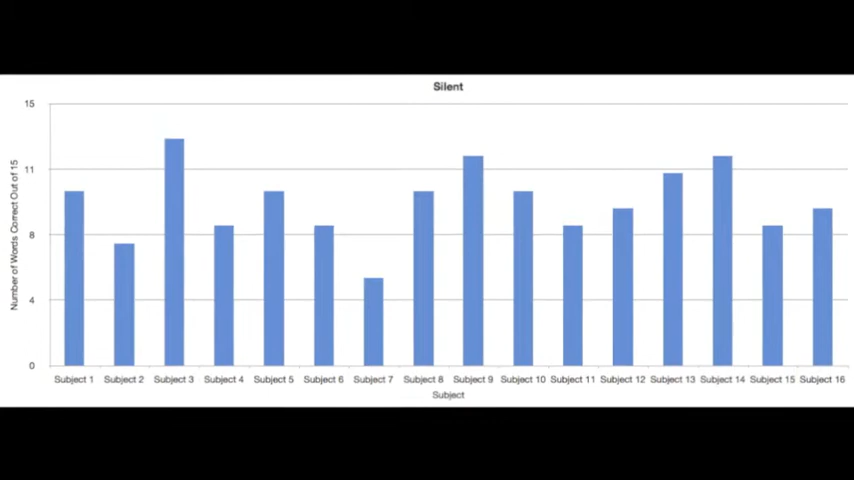 Silent
15
11
8
4
0
Number of Words Correct Out of 15
Subject 1 Subject 2 Subject 3 Subject 4 Subject 5 Subject 6 Subject 7 Subject 8 Subject 9 Subject 10 Subject 11 Subject 12 Subject 13 Subject 14 Subject 15 Subject 16
Subject